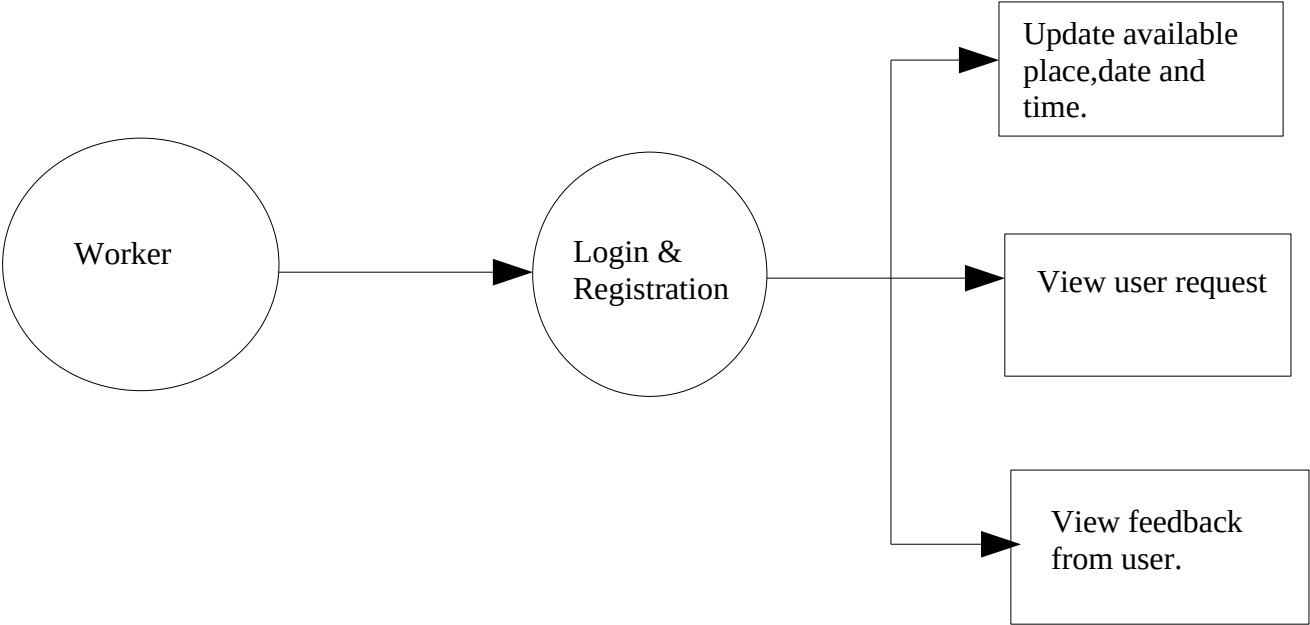 Update available
place,date and
time.
Worker
Login &
Registration
View user request
View feedback
from user.